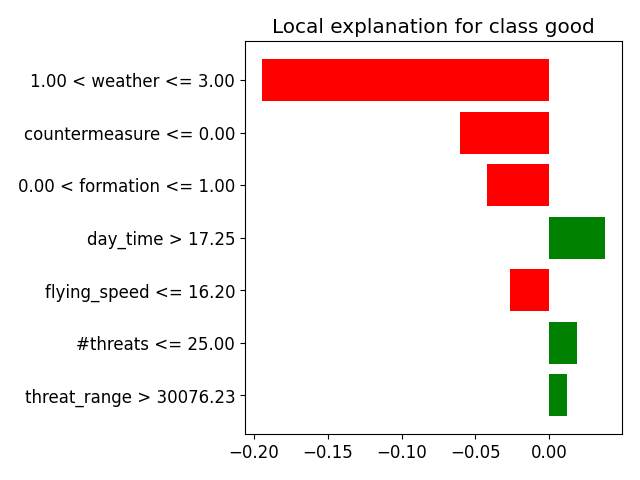 Local explanation for class good
1.00 < weather <= 3.00
countermeasure <= 0.00
0.00 < formation <= 1.00
day_time > 17.25
flying_speed <= 16.20
#threats <= 25.00
threat_range > 30076.23
−0.20 −0.15 −0.10 −0.05 0.00